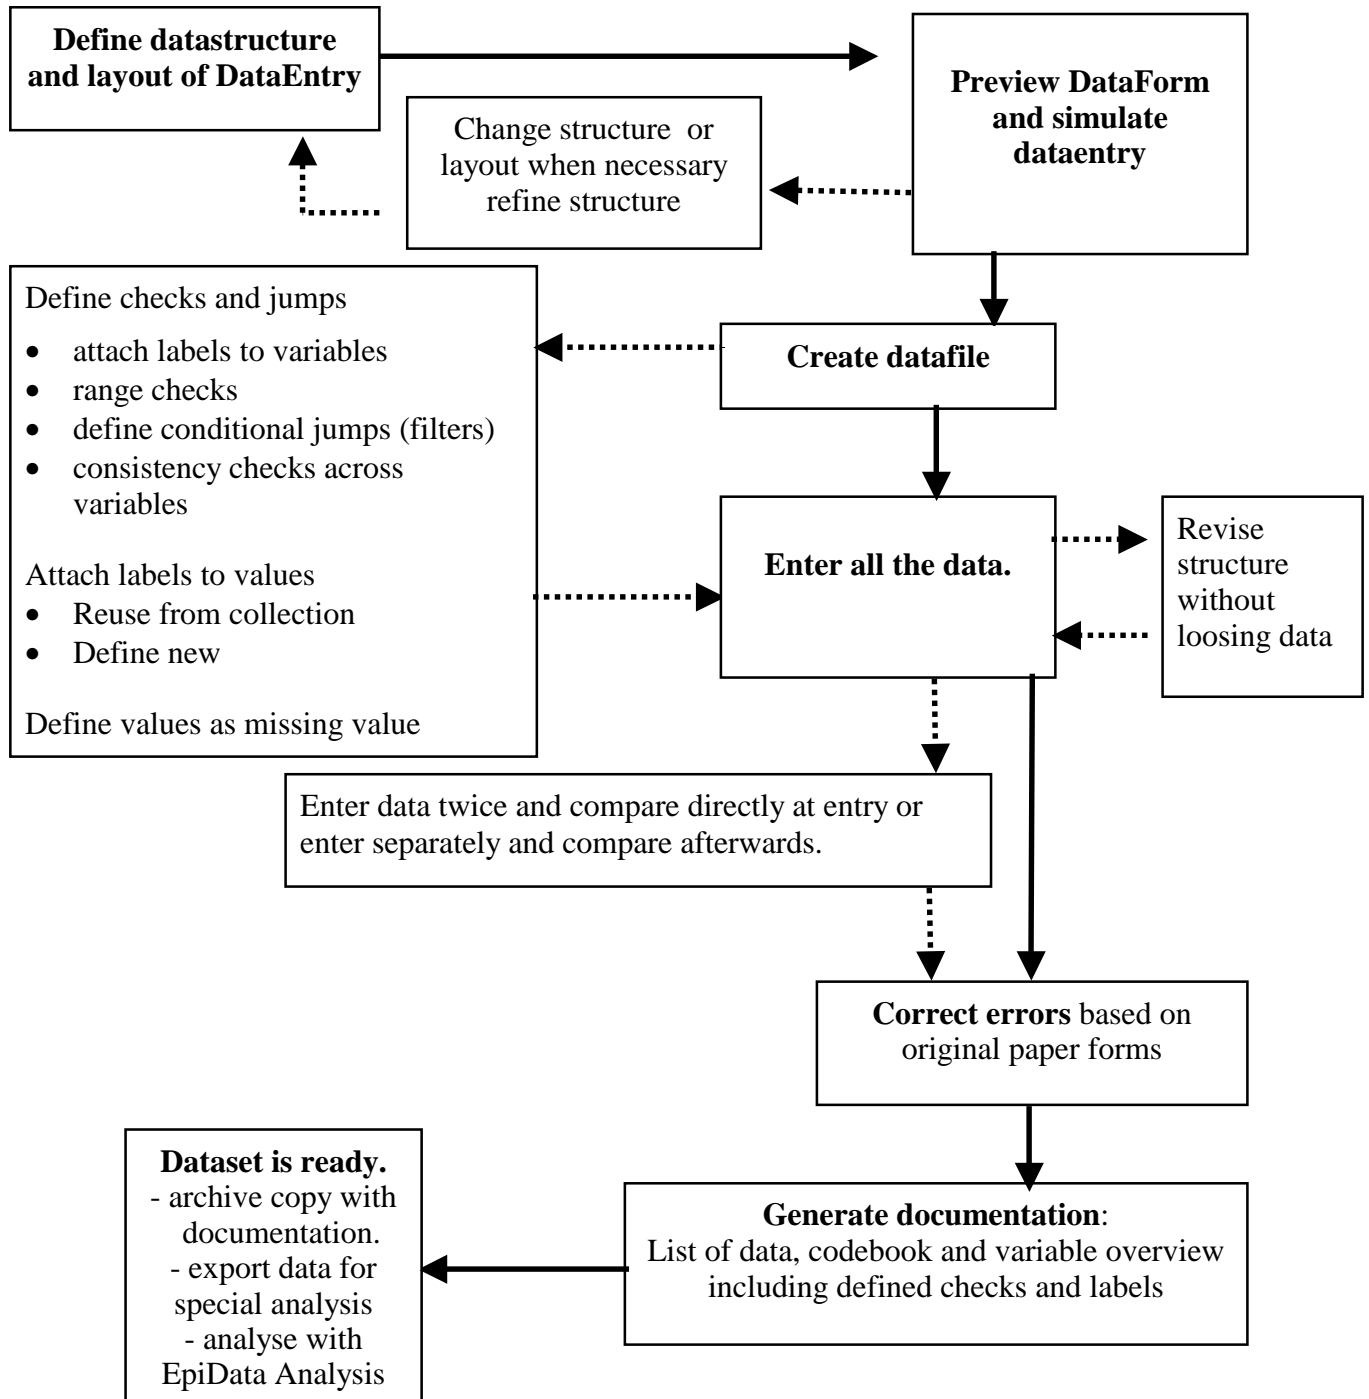 Define datastructure
and layout of DataEntry
Preview DataForm
and simulate
dataentry
Change structure or
layout when necessary
refine structure
Define checks and jumps
• attach labels to variables
• range checks
• define conditional jumps (filters)
• consistency checks across
variables
Attach labels to values
• Reuse from collection
• Define new
Define values as missing value
Create datafile
Enter all the data.
Revise
structure
without
loosing data
Enter data twice and compare directly at entry or
enter separately and compare afterwards.
Correct errors based on
original paper forms
Generate documentation:
List of data, codebook and variable overview
including defined checks and labels
Dataset is ready.
- archive copy with
documentation.
- export data for
special analysis
- analyse with
EpiData Analysis